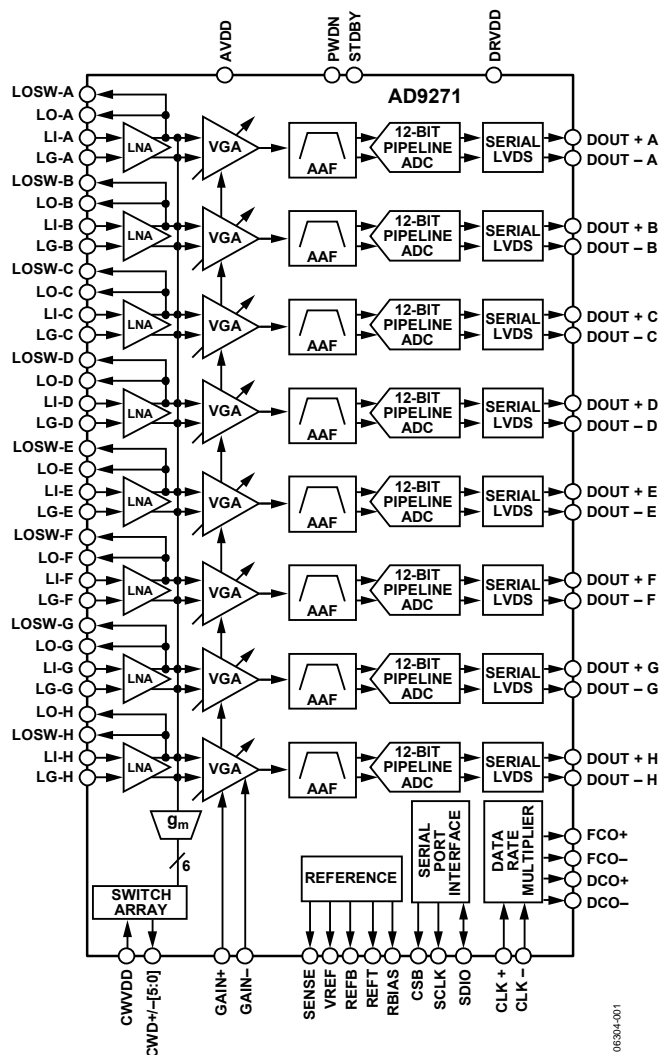 AVDD
PWDN
STDBY
DRVDD
AD9271
LOSW-A
LO-A
LI-A
LG-A
LNA
VGA
AAF
12-BIT
PIPELINE
ADC
SERIAL
LVDS
DOUT + A
DOUT – A
LOSW-B
LO-B
LI-B
LG-B
LNA
VGA
AAF
12-BIT
PIPELINE
ADC
SERIAL
LVDS
DOUT + B
DOUT – B
LOSW-C
LO-C
LI-C
LG-C
LNA
VGA
AAF
12-BIT
PIPELINE
ADC
SERIAL
LVDS
DOUT + C
DOUT – C
LOSW-D
LO-D
LI-D
LG-D
LNA
VGA
AAF
12-BIT
PIPELINE
ADC
SERIAL
LVDS
DOUT + D
DOUT – D
LOSW-E
LO-E
LI-E
LG-E
LNA
VGA
AAF
12-BIT
PIPELINE
ADC
SERIAL
LVDS
DOUT + E
DOUT – E
LOSW-F
LO-F
LI-F
LG-F
LNA
VGA
AAF
12-BIT
PIPELINE
ADC
SERIAL
LVDS
DOUT + F
DOUT – F
LOSW-G
LO-G
LI-G
LG-G
LNA
VGA
AAF
12-BIT
PIPELINE
ADC
SERIAL
LVDS
DOUT + G
DOUT – G
LO-H
LOSW-H
LI-H
LG-H
LNA
VGA
AAF
12-BIT
PIPELINE
ADC
SERIAL
LVDS
DOUT + H
DOUT – H
gm
6
SWITCH
ARRAY
REFERENCE
SERIAL
PORT
INTERFACE
DATA
RATE
MULTIPLIER
FCO+
FCO–
DCO+
DCO–
CWVDD
CWD+/–[5:0]
GAIN+
GAIN–
SENSE
VREF
REFB
REFT
RBIAS
CSB
SCLK
SDIO
CLK +
CLK –
06304-001